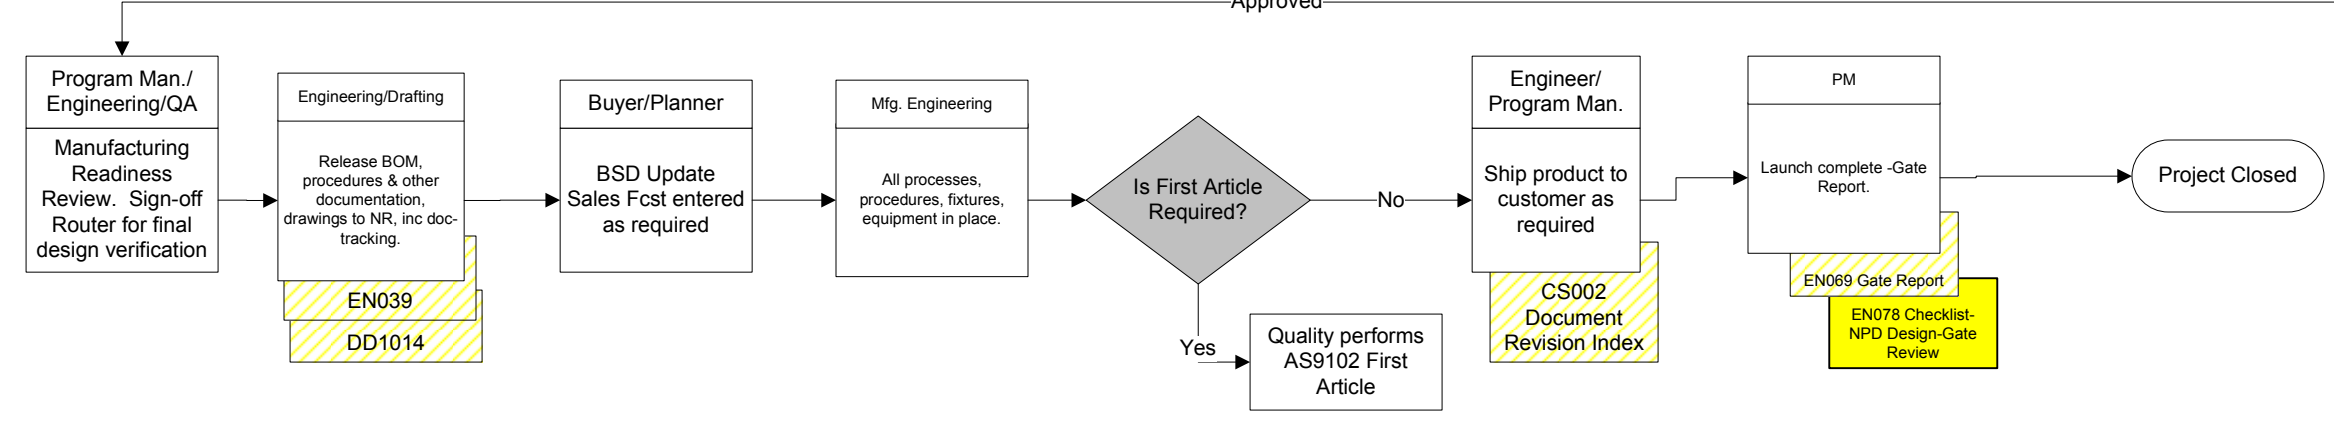 Approved
Program Man./
Engineering/QA
Manufacturing
Readiness
Review.  Sign-off
Router for final
design verification
Engineering/Drafting
Release BOM,
procedures & other
documentation,
drawings to NR, inc doc-
tracking.
EN039
DD1014
Buyer/Planner
BSD Update
Sales Fcst entered
as required
Mfg. Engineering
All processes,
procedures, fixtures,
equipment in place.
Is First Article
Required?
No
Yes
Quality performs
AS9102 First
Article
Engineer/
Program Man.
Ship product to
customer as
required
CS002
Document
Revision Index
PM
Launch complete -Gate
Report.
EN069 Gate Report
EN078 Checklist-
NPD Design-Gate
Review
Project Closed